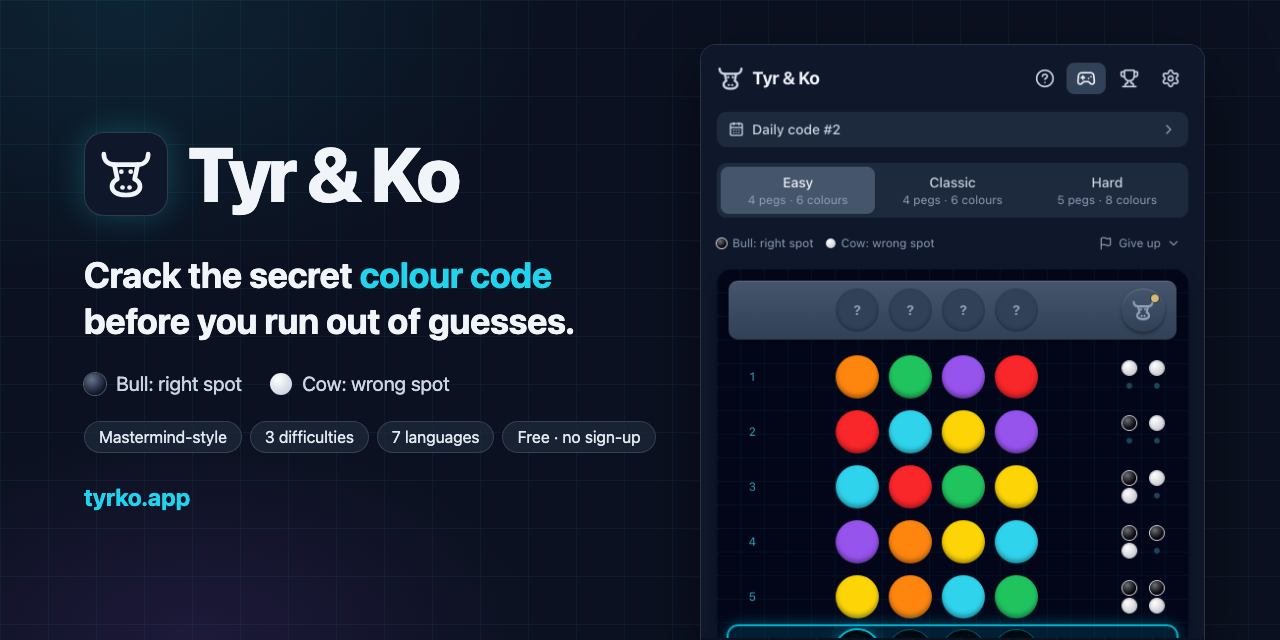 Tyr & Ko
Crack the secret colour code
before you run out of guesses.
Bull: right spot Cow: wrong spot
Mastermind-style 3 difficulties 7 languages Free · no sign-up
tyrko.app
Tyr & Ko
Daily code #2
Easy Classic Hard
4 pegs · 6 colours 4 pegs · 6 colours 5 pegs · 8 colours
Bull: right spot Cow: wrong spot Give up
? ? ? ?
1
2
3
4
5